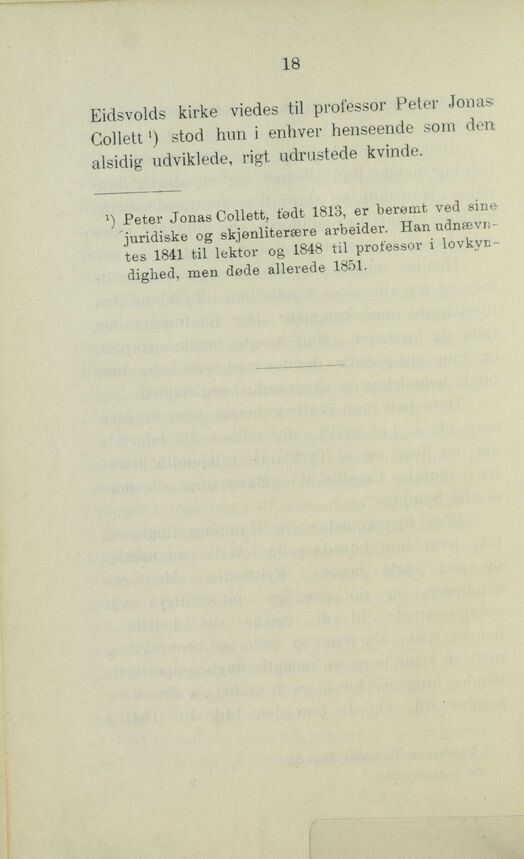 18
Eidsvolds kirke viedes til professor Peter Jonas
Collett ¹) stod hun i enhver henseende som den
alsidig udviklede, rigt udrustede kvinde.
¹) Peter Jonas Collett, født 1813, er berømt ved sine
juridiske og skjønliterære arbeider. Han udnævn-
tes 1841 til lektor og 1848 til professor i lovkyn-
dighed, men døde allerede 1851.